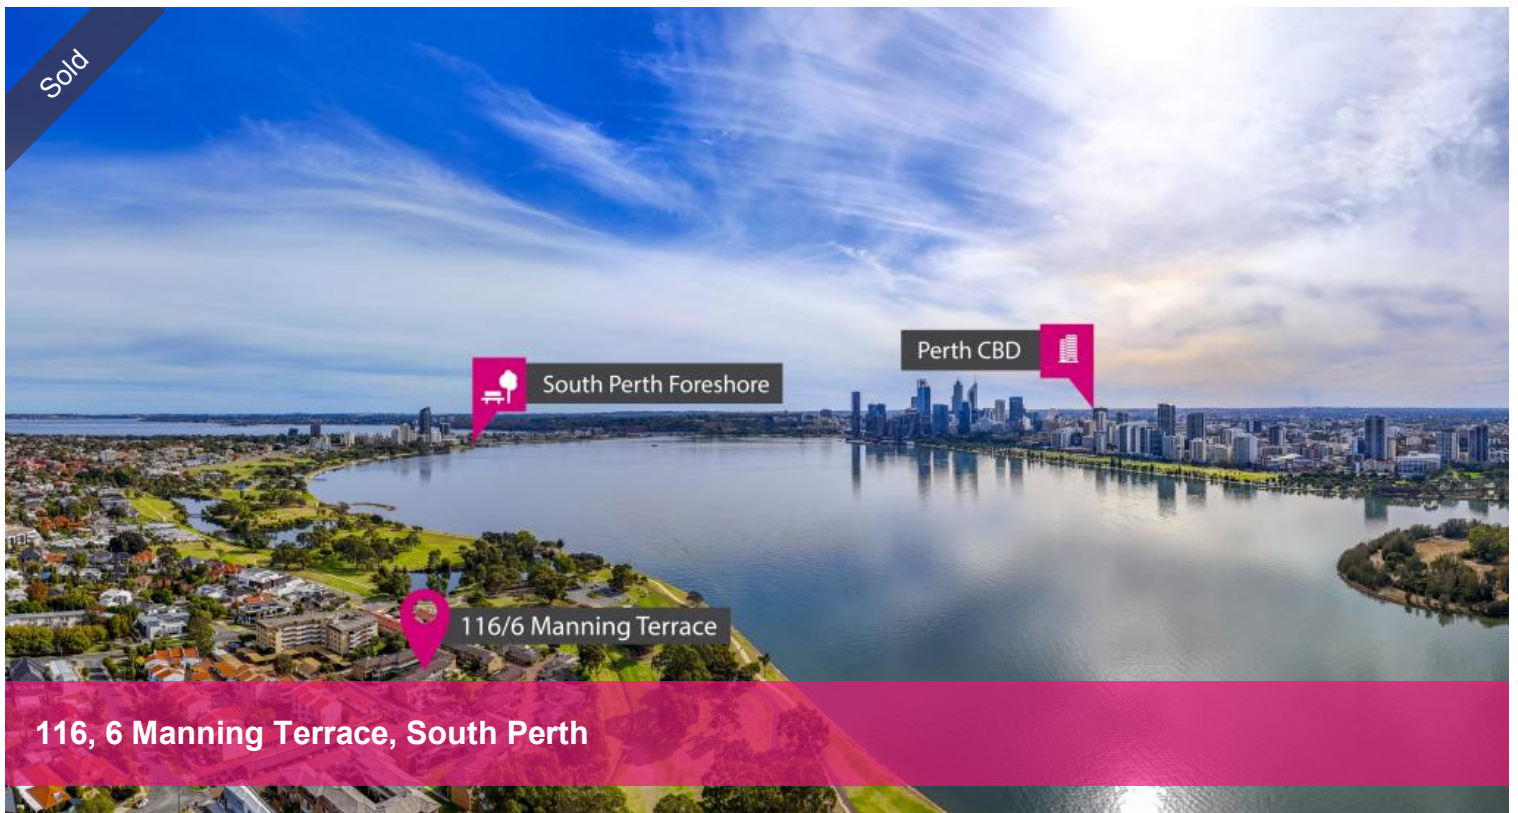 Sold
Perth CBD
South Perth Foreshore
116/6 Manning Terrace
116, 6 Manning Terrace, South Perth